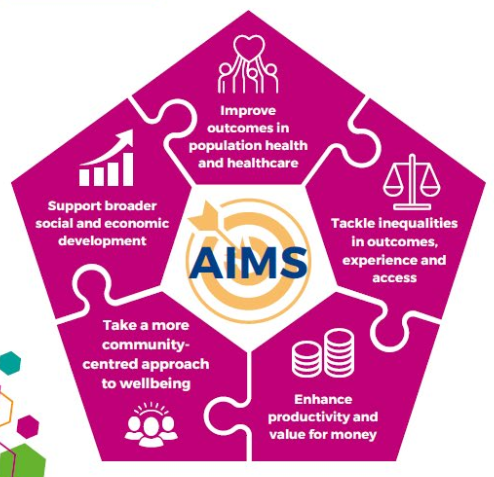 Improve
outcomes in
population health
and healthcare
Tackle inequalities
in outcomes,
experience and
access
Enhance
productivity and
value for money
Take a more
community-
centred approach
to wellbeing
Support broader
social and economic
development
AIMS